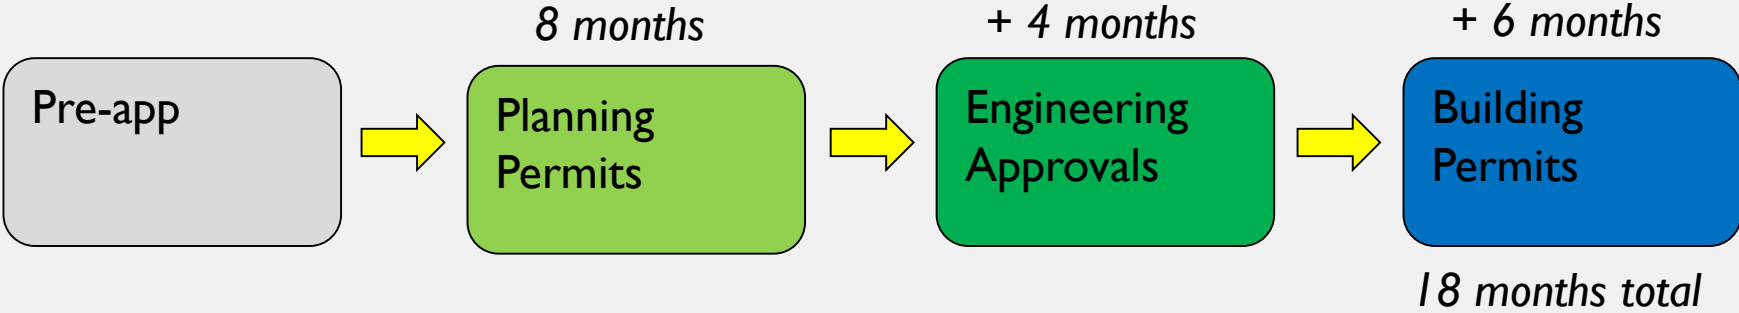 8 months
+ 4 months
+ 6 months
Pre-app
Planning
Permits
Engineering
Approvals
Building
Permits
18 months total